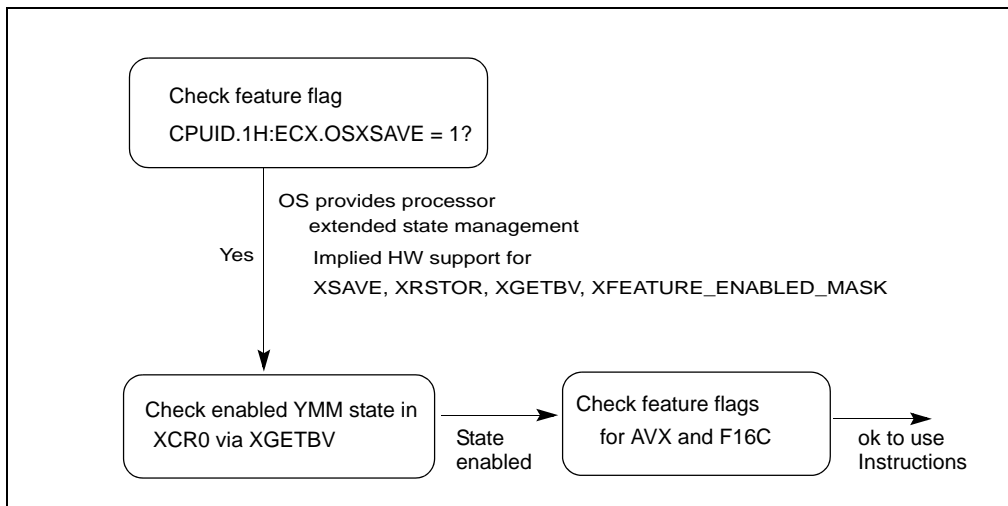 Check feature flag
CPUID.1H:ECX.OSXSAVE = 1?
OS provides processor
extended state management
Yes
Implied HW support for
XSAVE, XRSTOR, XGETBV, XFEATURE_ENABLED_MASK
Check enabled YMM state in
XCR0 via XGETBV
State
enabled
Check feature flags
for AVX and F16C
ok to use
Instructions